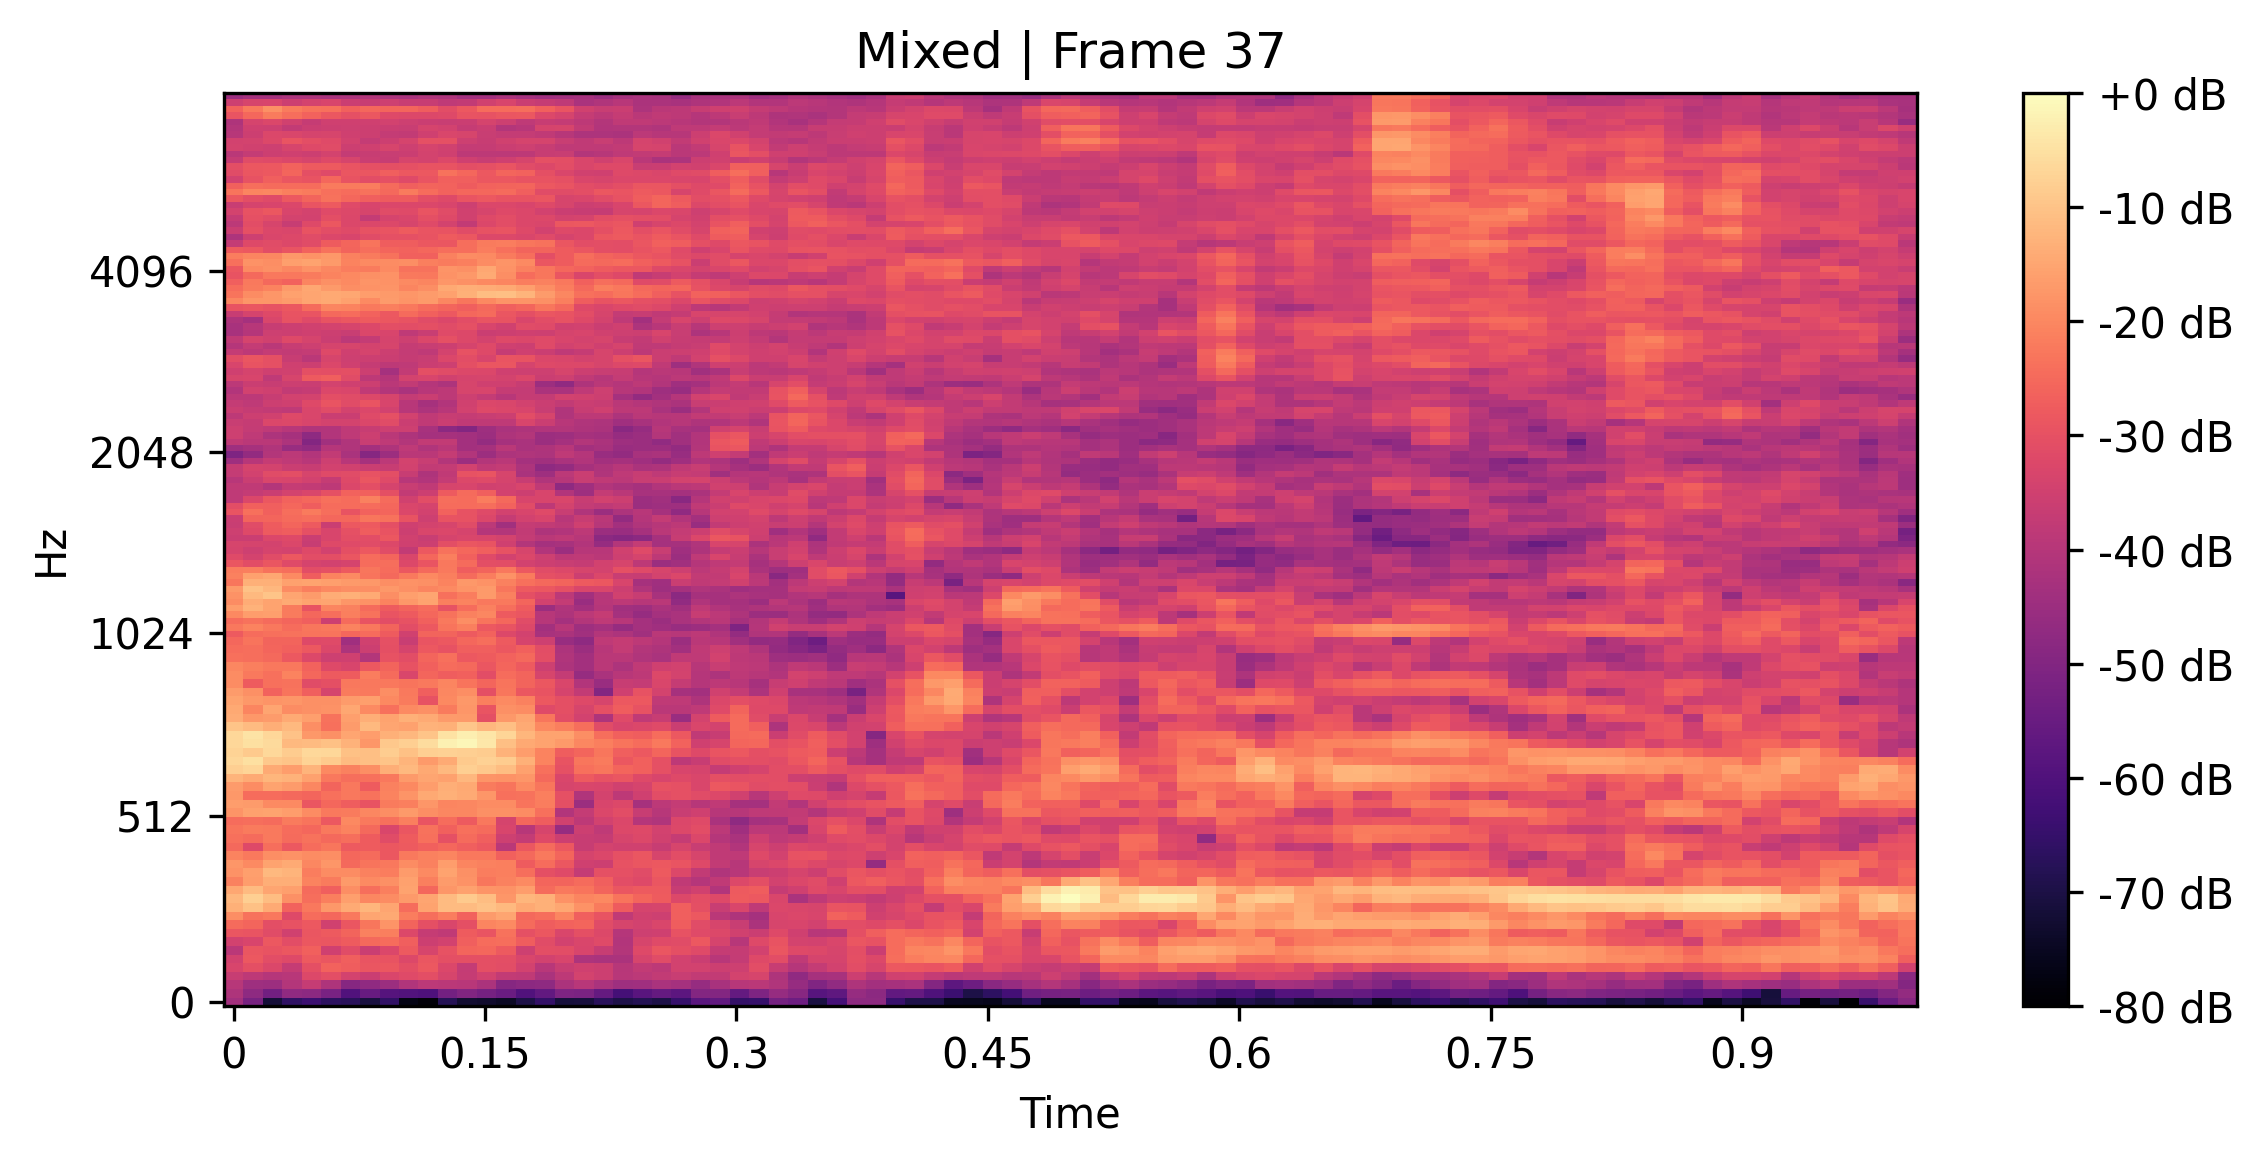 Mixed | Frame 37
Hz
4096
2048
1024
512
0
0 0.15 0.3 0.45 0.6 0.75 0.9
Time
+0 dB
-10 dB
-20 dB
-30 dB
-40 dB
-50 dB
-60 dB
-70 dB
-80 dB